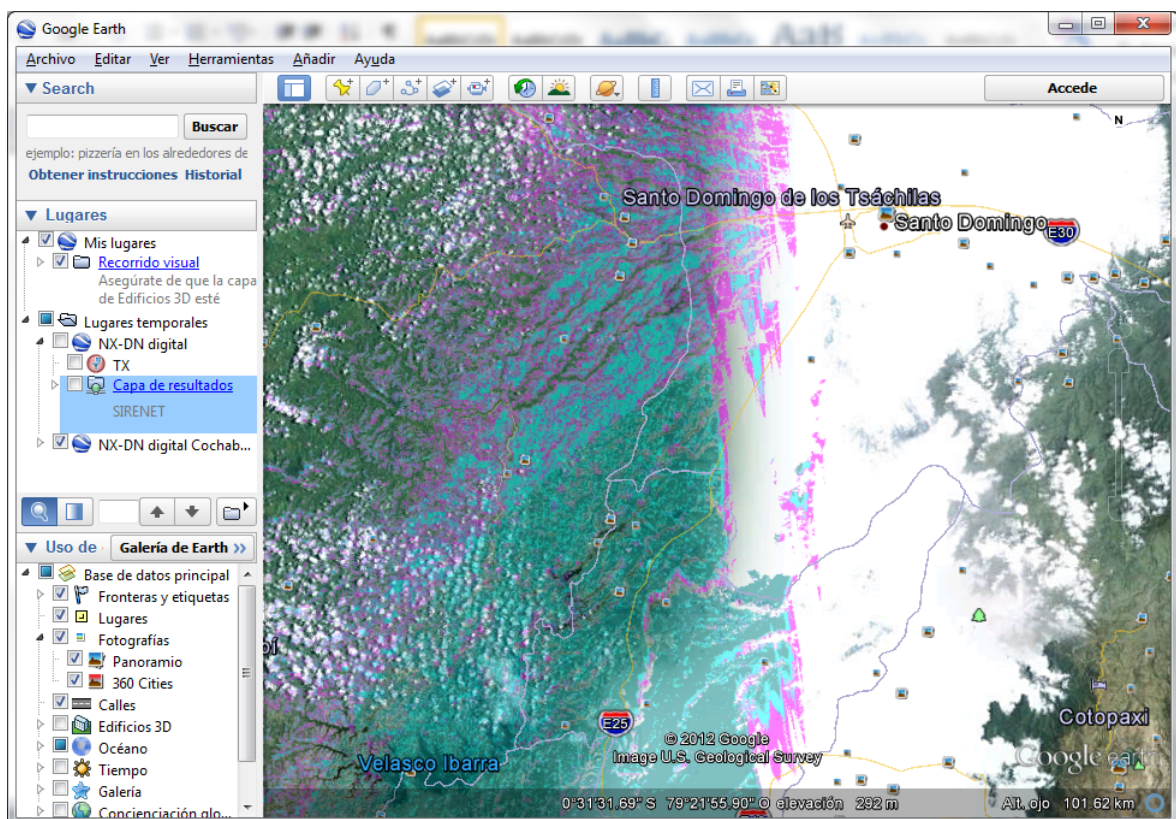 Google Earth
Archivo Editar Ver Herramientas Añadir Ayuda
Search
Buscar
ejemplo: pizzería en los alrededores de
Obtener instrucciones Historial
Lugares
Mis lugares
Recorrido visual
Asegúrate de que la capa
de Edificios 3D esté
Lugares temporales
NX-DN digital
TX
Capa de resultados
SIRENET
NX-DN digital Cochab...
Uso de Galería de Earth >>
Base de datos principal
Fronteras y etiquetas
Lugares
Fotografías
Panoramio
360 Cities
Calles
Edificios 3D
Océano
Tiempo
Galería
Concienciación glo...
Accede
N
Santo Domingo de los Tsáchilas
Santo Domingo
E30
E25
Cotopaxi
Velasco Ibarra
© 2012 Google
Image U.S. Geological Survey
Google earth
0°31'31.69" S 79°21'55.90" O elevación 292 m
Alt. ojo 101.62 km